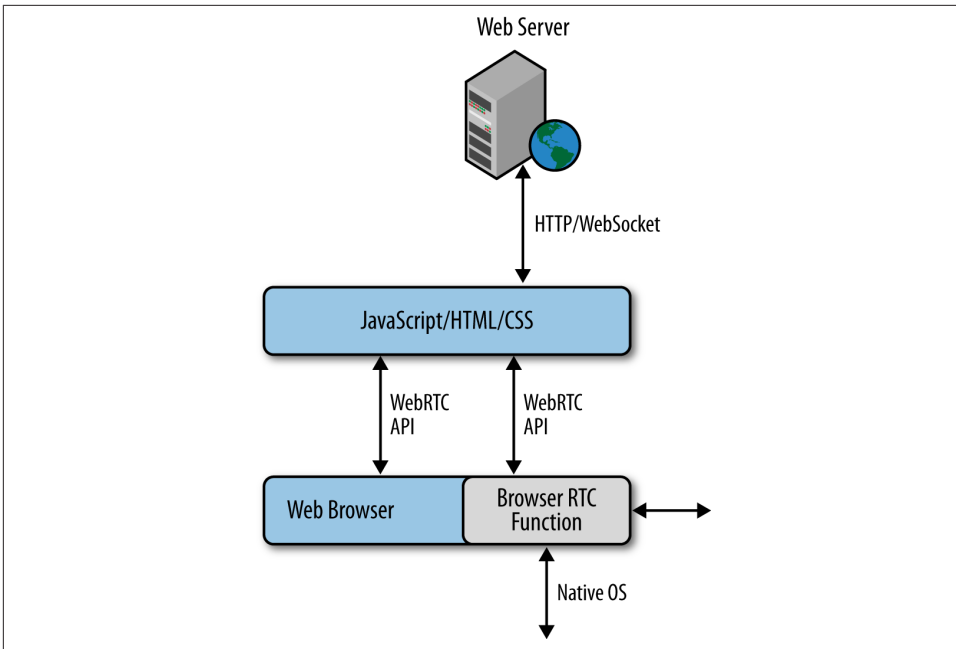 Web Server
HTTP/WebSocket
JavaScript/HTML/CSS
WebRTC
API
WebRTC
API
Web Browser
Browser RTC
Function
Native OS